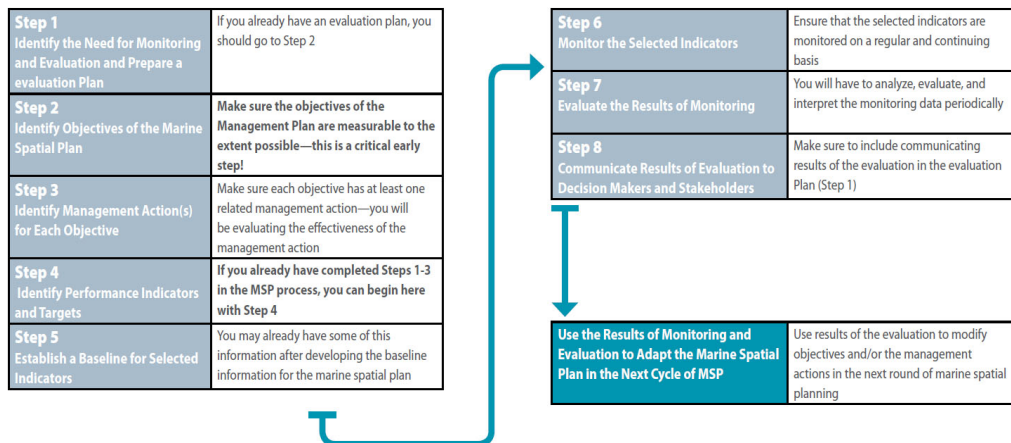 Step 1
Identify the Need for Monitoring
and Evaluation and Prepare a
evaluation Plan
If you already have an evaluation plan, you
should go to Step 2
Step 2
Identify Objectives of the Marine
Spatial Plan
Make sure the objectives of the
Management Plan are measurable to the
extent possible—this is a critical early
step!
Step 3
Identify Management Action(s)
for Each Objective
Make sure each objective has at least one
related management action—you will
be evaluating the effectiveness of the
management action
Step 4
Identify Performance Indicators
and Targets
If you already have completed Steps 1-3
in the MSP process, you can begin here
with Step 4
Step 5
Establish a Baseline for Selected
Indicators
You may already have some of this
information after developing the baseline
information for the marine spatial plan
Step 6
Monitor the Selected Indicators
Ensure that the selected indicators are
monitored on a regular and continuing
basis
Step 7
Evaluate the Results of Monitoring
You will have to analyze, evaluate, and
interpret the monitoring data periodically
Step 8
Communicate Results of Evaluation to
Decision Makers and Stakeholders
Make sure to include communicating
results of the evaluation in the evaluation
Plan (Step 1)
Use the Results of Monitoring and
Evaluation to Adapt the Marine Spatial
Plan in the Next Cycle of MSP
Use results of the evaluation to modify
objectives and/or the management
actions in the next round of marine spatial
planning